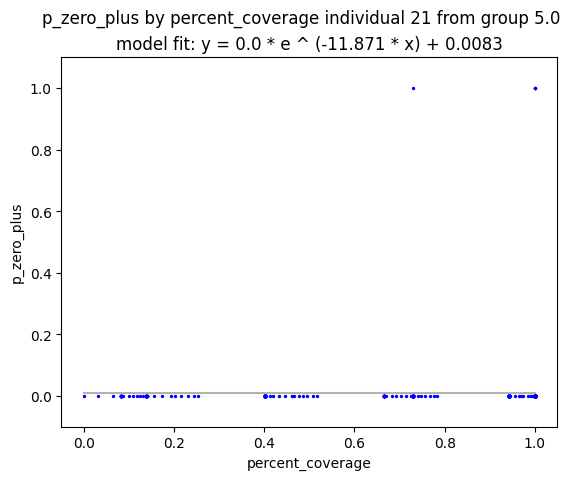 p_zero_plus by percent_coverage individual 21 from group 5.0
model fit: y = 0.0 * e ^ (-11.871 * x) + 0.0083
1.0
0.8
0.6
0.4
0.2
0.0
p_zero_plus
0.0 0.2 0.4 0.6 0.8 1.0
percent_coverage